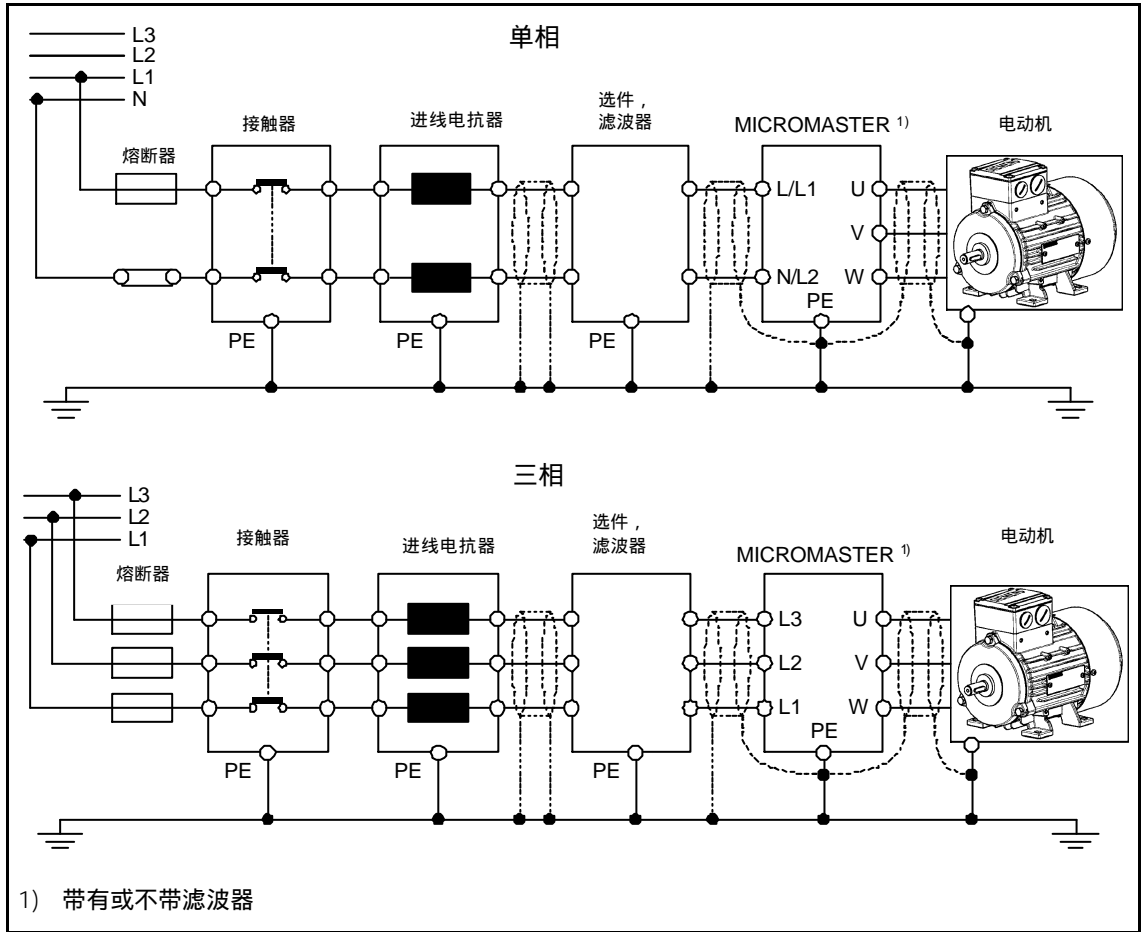 单相
L3
L2
L1
N
熔断器
接触器
进线电抗器
选件，
滤波器
MICROMASTER 1)
电动机
L/L1
N/L2
U
V
W
PE
PE
PE
PE
三相
L3
L2
L1
熔断器
接触器
进线电抗器
选件，
滤波器
MICROMASTER 1)
电动机
L3
L2
L1
U
V
W
PE
PE
PE
PE
1) 带有或不带滤波器